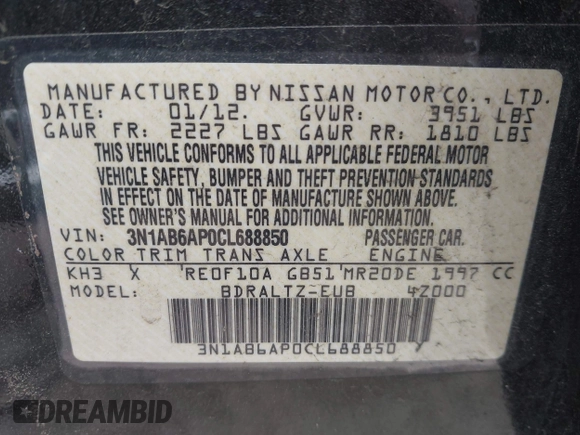 MANUFACTURED BY NISSAN MOTOR CO., LTD.
DATE: 01/12. GVWR: 3951 LBS
GAWR FR: 2227 LBS GAWR RR: 1810 LBS
THIS VEHICLE CONFORMS TO ALL APPLICABLE FEDERAL MOTOR
VEHICLE SAFETY, BUMPER AND THEFT PREVENTION STANDARDS
IN EFFECT ON THE DATE OF MANUFACTURE SHOWN ABOVE.
SEE OWNER'S MANUAL FOR ADDITIONAL INFORMATION.
VIN: 3N1AB6AP0CL688850 PASSENGER CAR.
COLOR TRIM TRANS AXLE ENGINE
KH3 X RE0F10A GB51 MR20DE 1997 CC
MODEL: BDRALTZ-EUB 4Z000
3N1AB6AP0CL688850
DREAMBID